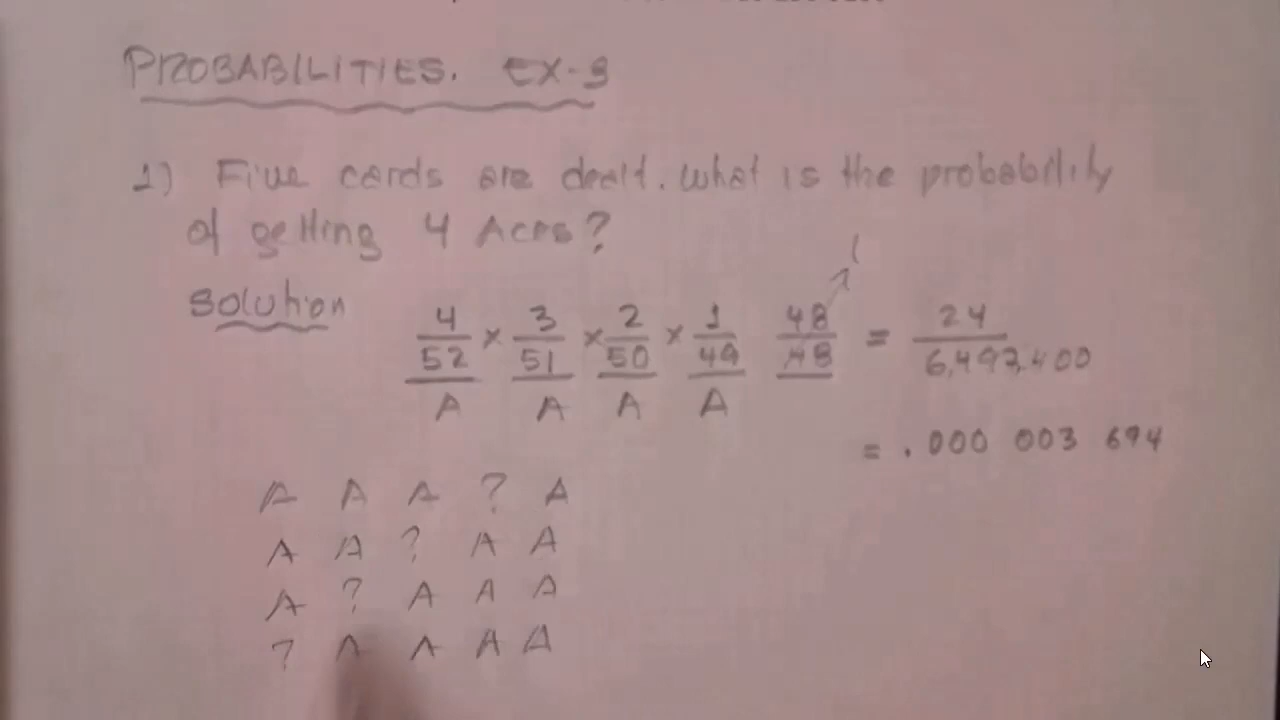 PROBABILITIES. EX-3
1) Five cards are dealt. what is the probability
of getting 4 Aces?
Solution
4/52 × 3/51 × 2/50 × 1/49 48/48 → 1 = 24/6,497,400
A A A A
= .000 003 694
A A A ? A
A A ? A A
A ? A A A
? A A A A